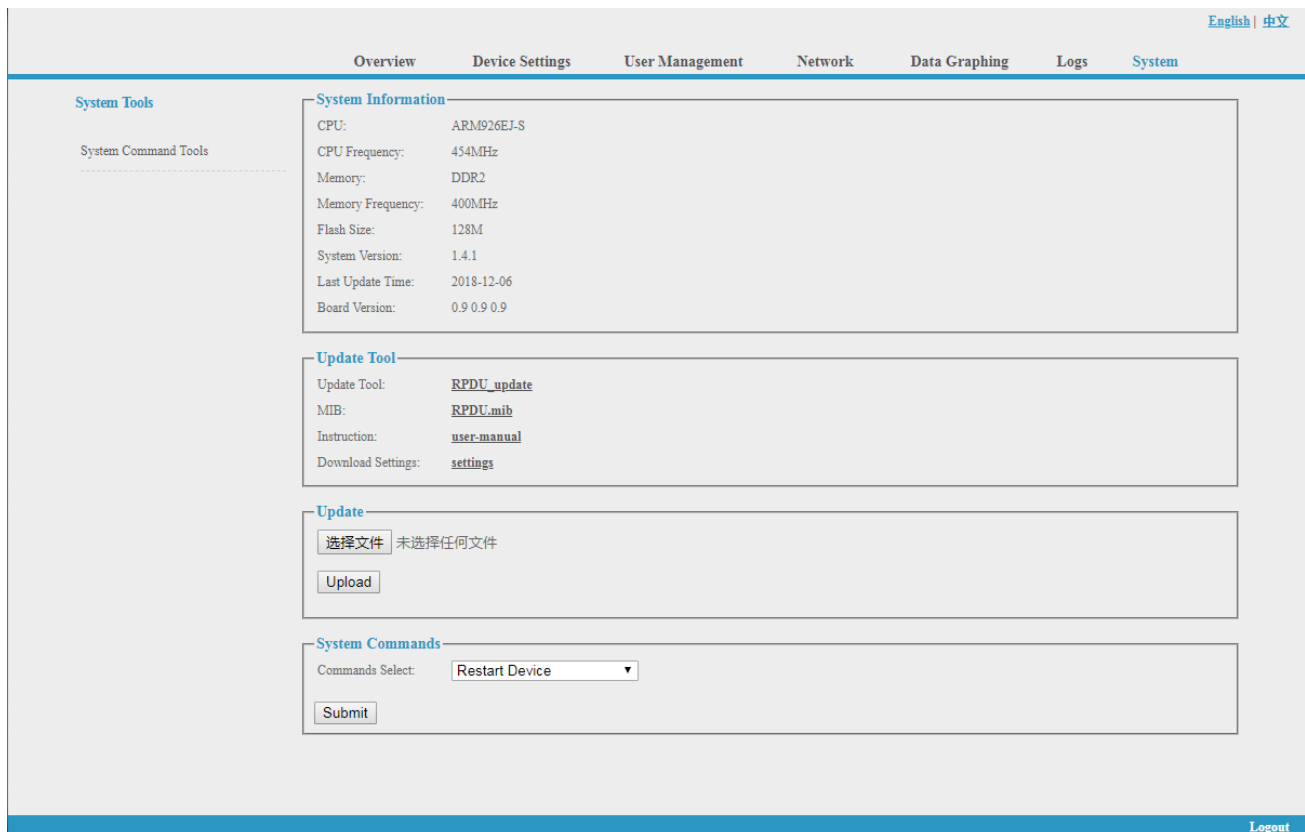 English | 中文
Overview Device Settings User Management Network Data Graphing Logs System
System Tools
System Command Tools
System Information
CPU: ARM926EJ-S
CPU Frequency: 454MHz
Memory: DDR2
Memory Frequency: 400MHz
Flash Size: 128M
System Version: 1.4.1
Last Update Time: 2018-12-06
Board Version: 0.9 0.9 0.9
Update Tool
Update Tool: RPDU_update
MIB: RPDU.mib
Instruction: user-manual
Download Settings: settings
Update
选择文件 未选择任何文件
Upload
System Commands
Commands Select: Restart Device
Submit
Logout